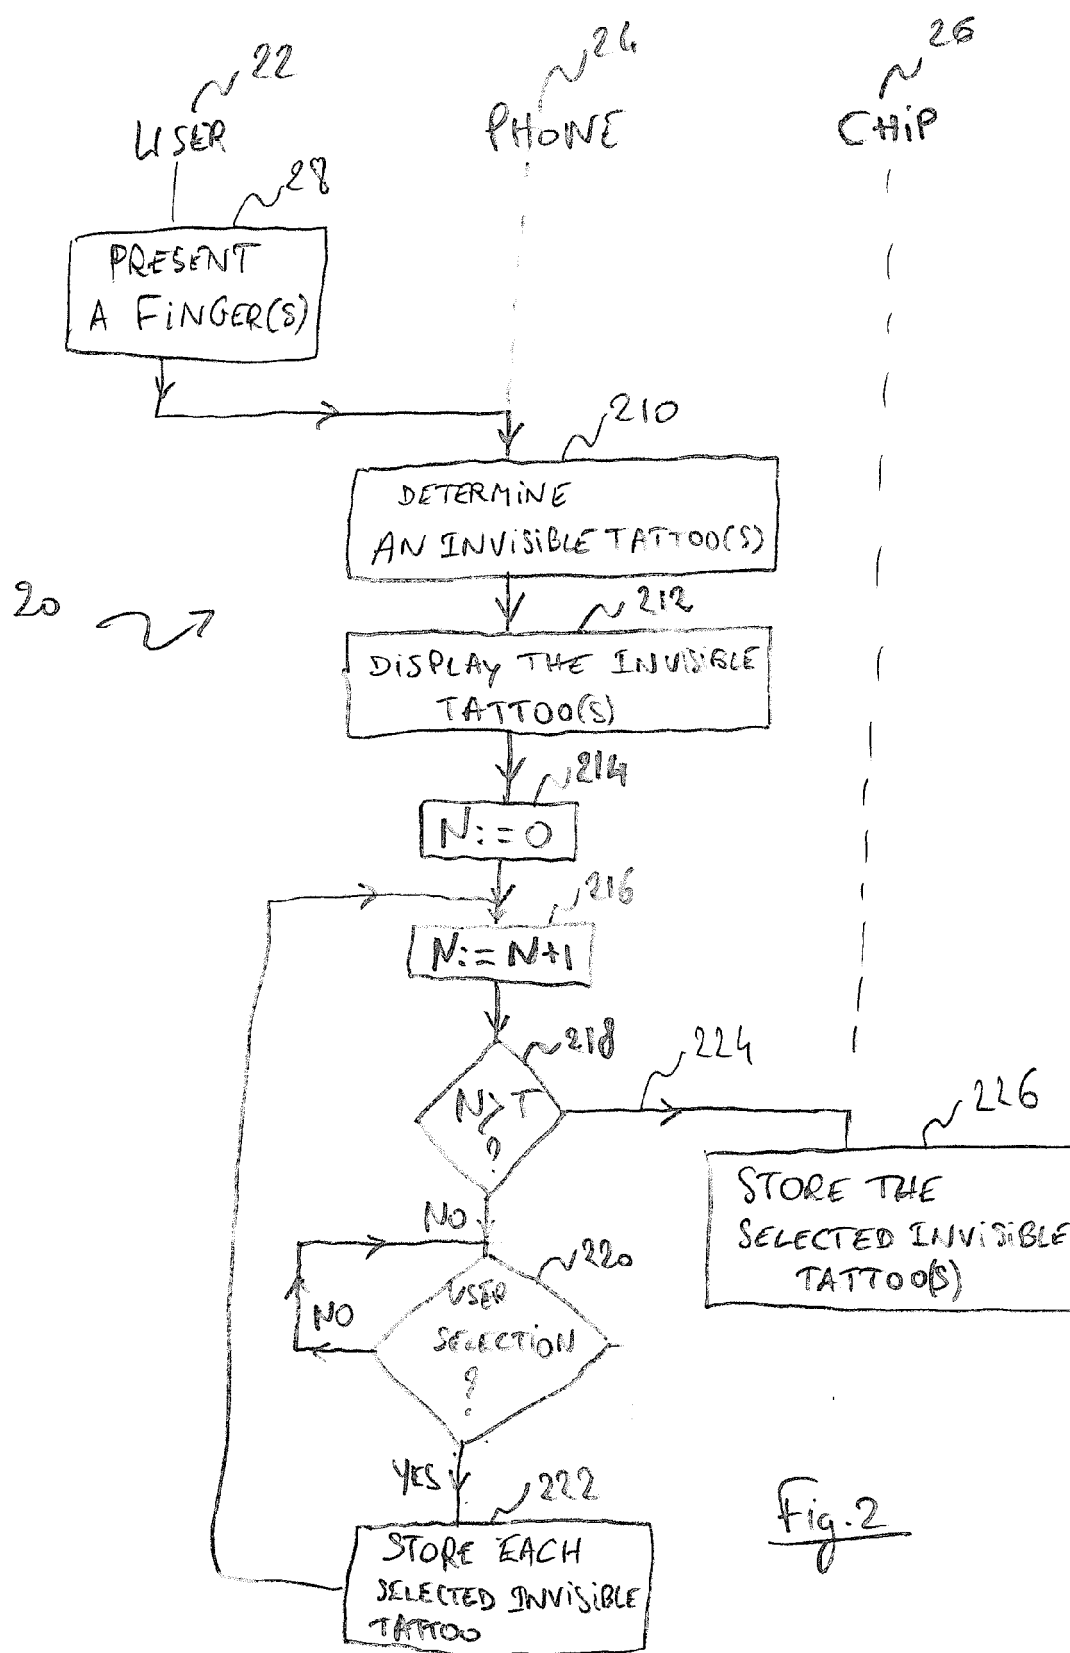 22
24
26
USER
PHONE
CHiP
28
PRESENT
A FiNGER(S)
210
DETERMiNE
AN INViSiBLE TATTOO(S)
20
212
DiSPLAY THE INVISIBLE
TATTOO(S)
214
N:=0
216
N:=N+1
218
N≥T
?
224
226
STORE THE
SELECTED INViSiBLE
TATTOO(S)
NO
220
USER
SELECTiON
?
NO
YES
222
STORE EACH
SELECTED INViSiBLE
TATTOO
Fig.2